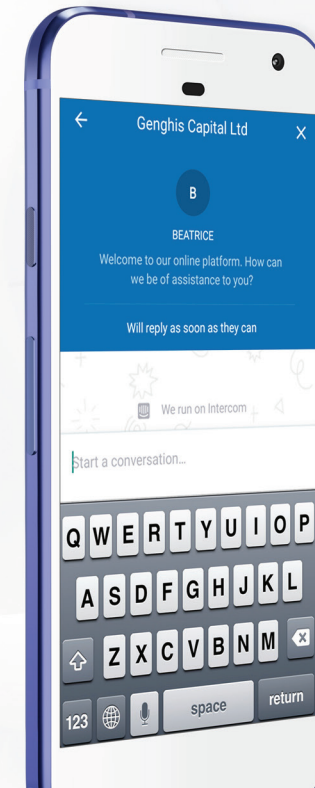 Genghis Capital Ltd
X
B
BEATRICE
Welcome to our online platform. How can
we be of assistance to you?
Will reply as soon as they can
We run on Intercom
Start a conversation...
Q W E R T Y U I O P
A S D F G H J K L
Z X C V B N M
123 space return